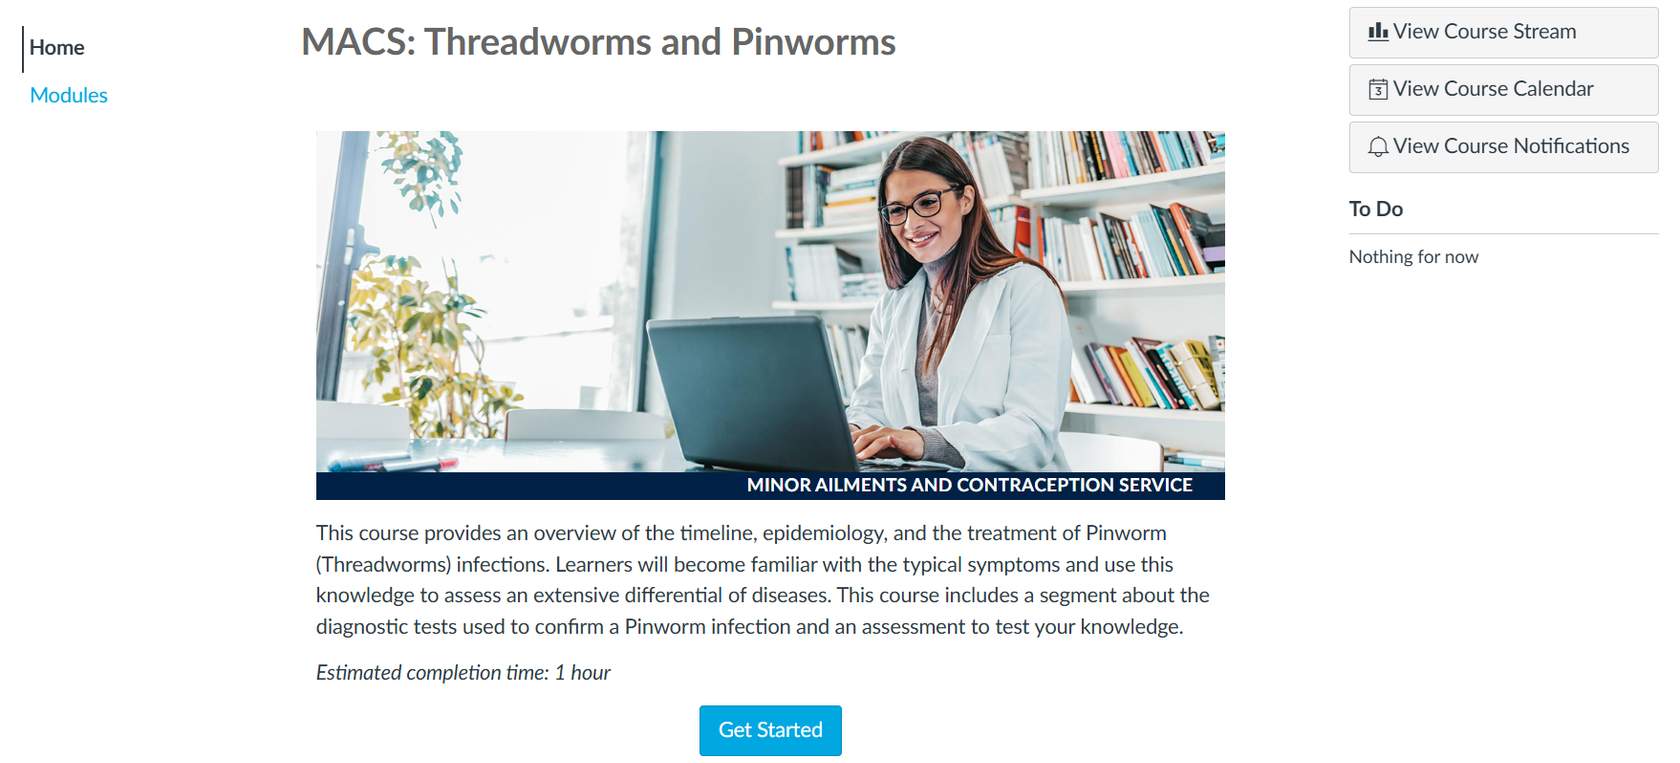 Home
Modules
MACS: Threadworms and Pinworms
MINOR AILMENTS AND CONTRACEPTION SERVICE
This course provides an overview of the timeline, epidemiology, and the treatment of Pinworm
(Threadworms) infections. Learners will become familiar with the typical symptoms and use this
knowledge to assess an extensive differential of diseases. This course includes a segment about the
diagnostic tests used to confirm a Pinworm infection and an assessment to test your knowledge.
Estimated completion time: 1 hour
Get Started
View Course Stream
3 View Course Calendar
View Course Notifications
To Do
Nothing for now